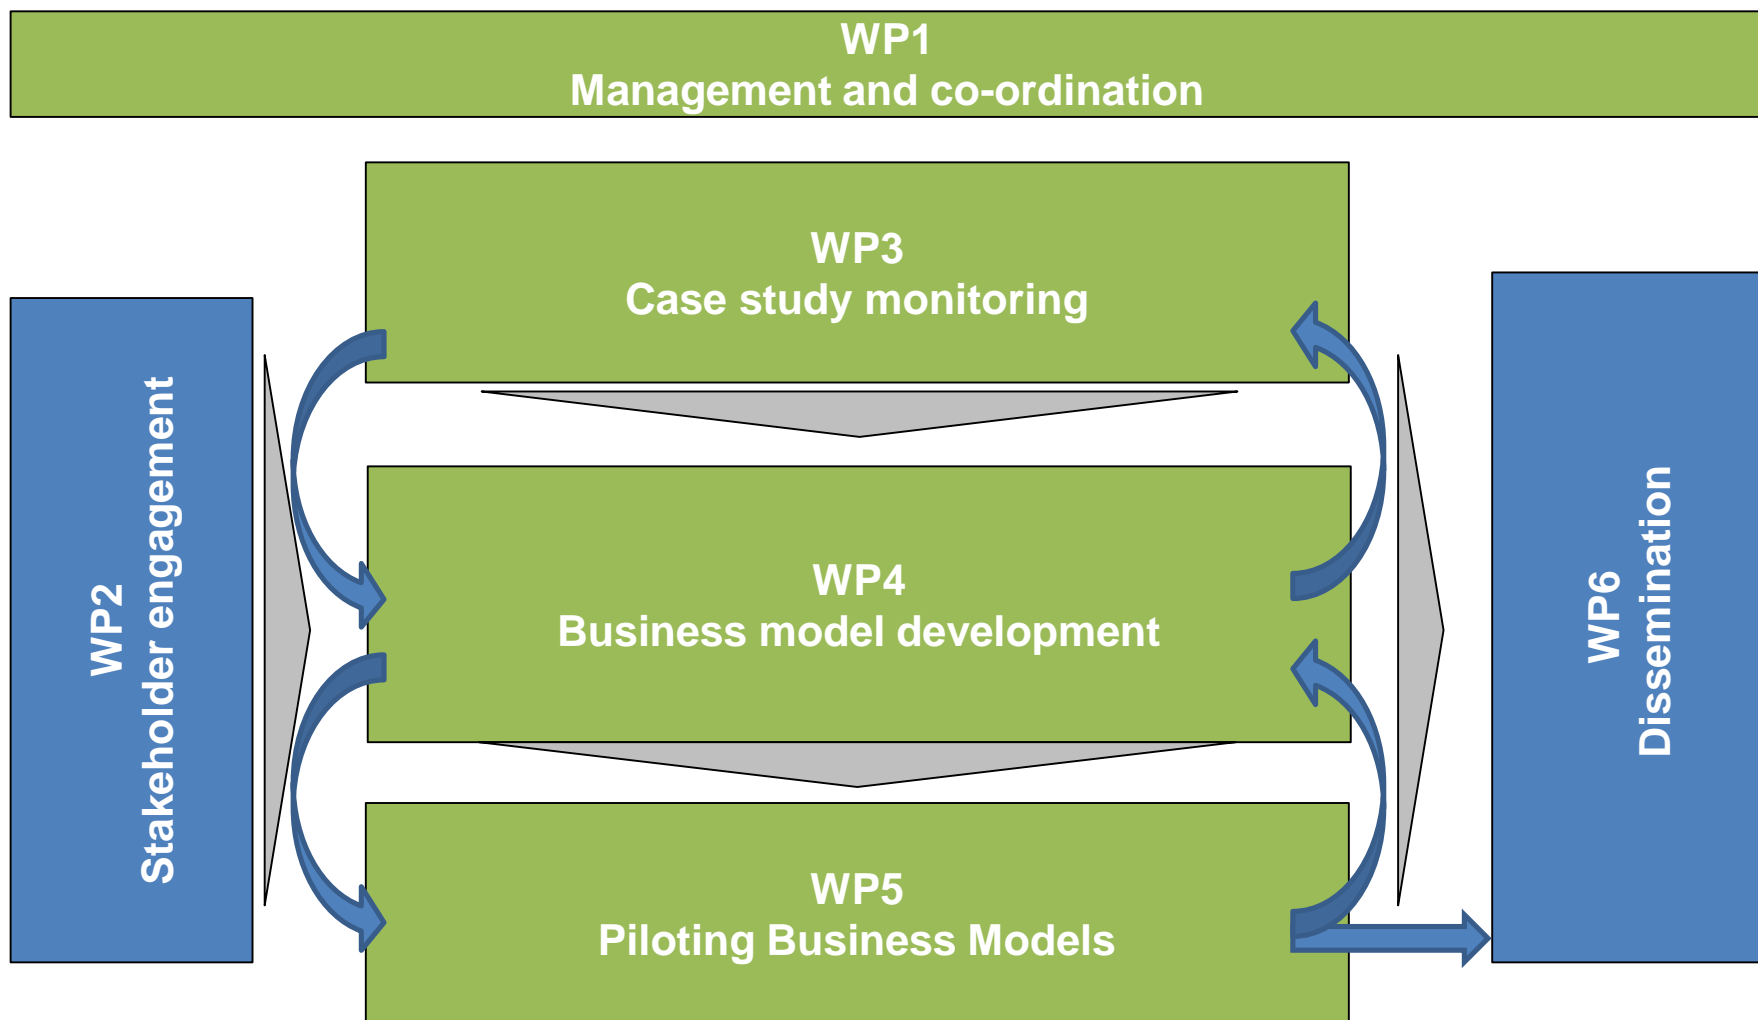 WP1
Management and co-ordination
WP3
Case study monitoring
WP2
Stakeholder engagement
WP4
Business model development
WP6
Dissemination
WP5
Piloting Business Models